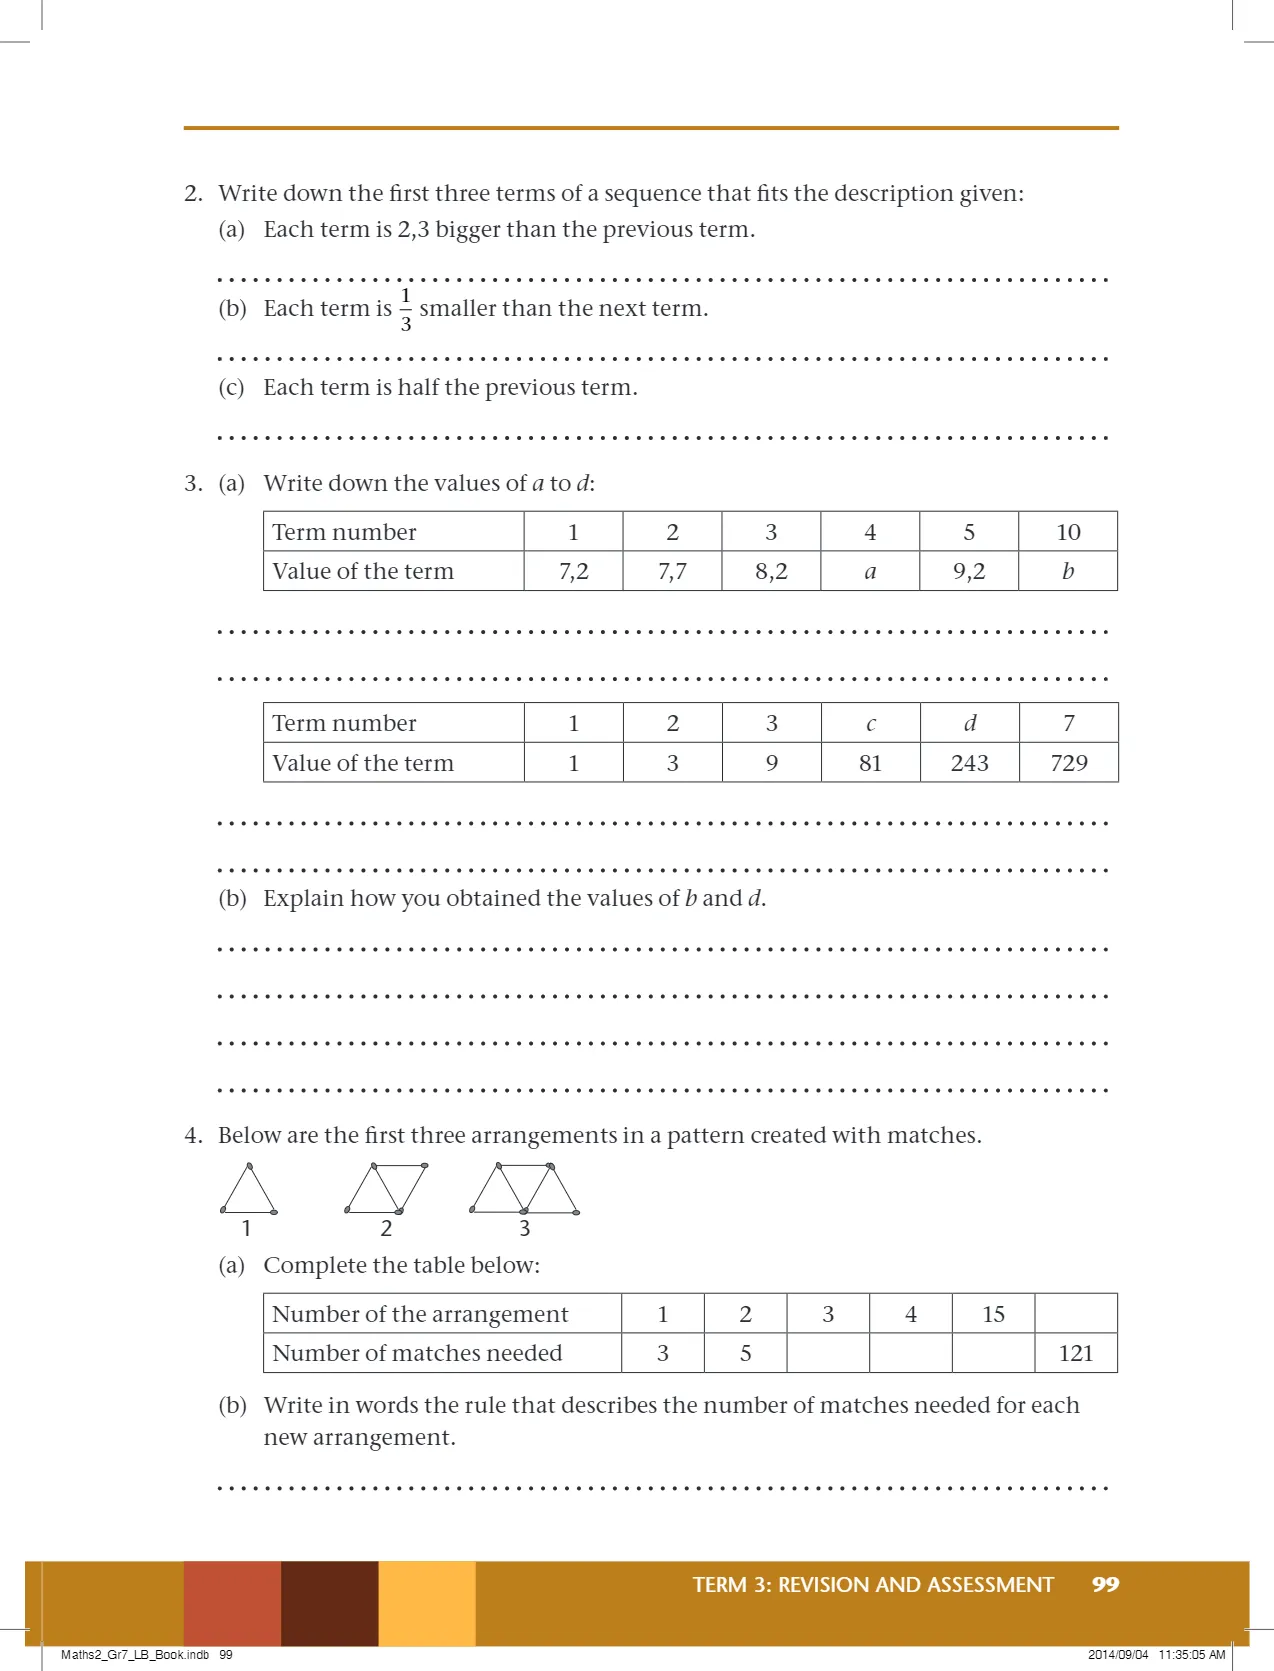 2. Write down the first three terms of a sequence that fits the description given:
(a) Each term is 2,3 bigger than the previous term.
(b) Each term is 1/3 smaller than the next term.
(c) Each term is half the previous term.
3. (a) Write down the values of a to d:
Term number 1 2 3 4 5 10
Value of the term 7,2 7,7 8,2 a 9,2 b
Term number 1 2 3 c d 7
Value of the term 1 3 9 81 243 729
(b) Explain how you obtained the values of b and d.
4. Below are the first three arrangements in a pattern created with matches.
1 2 3
(a) Complete the table below:
Number of the arrangement 1 2 3 4 15
Number of matches needed 3 5 121
(b) Write in words the rule that describes the number of matches needed for each
new arrangement.
TERM 3: REVISION AND ASSESSMENT 99
Maths2_Gr7_LB_Book.indb 99 2014/09/04 11:35:05 AM